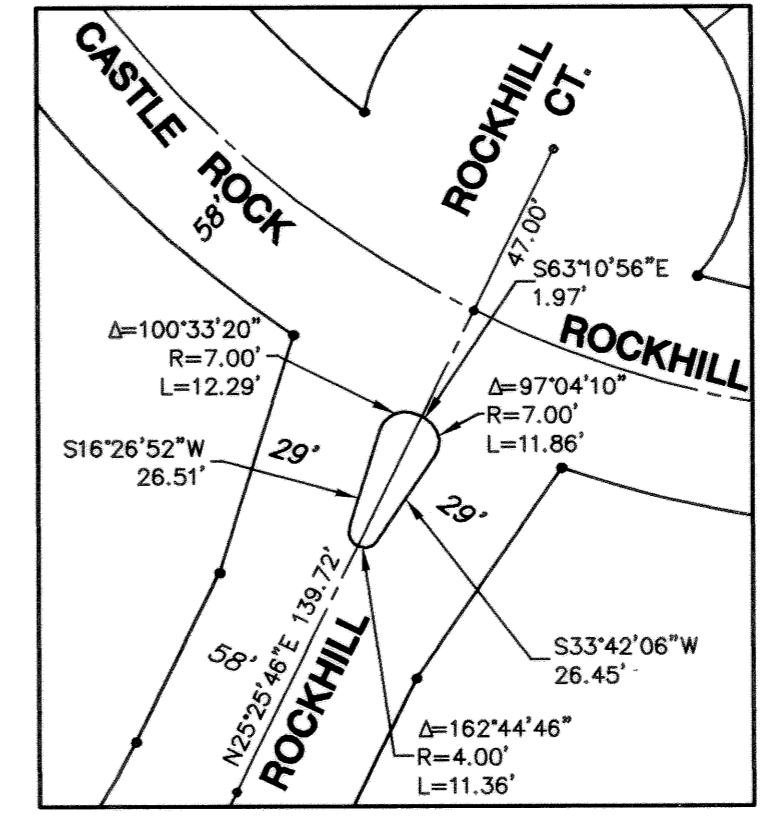 CASTLE ROCK
58'
ROCKHILL
CT.
47.00'
S63°10'56"E
1.97'
ROCKHILL
Δ=100°33'20"
R=7.00'
L=12.29'
Δ=97°04'10"
R=7.00'
L=11.86'
S16°26'52"W
26.51'
29'
29'
S33°42'06"W
26.45'
58'
N25°25'46"E 139.72'
ROCKHILL
Δ=162°44'46"
R=4.00'
L=11.36'